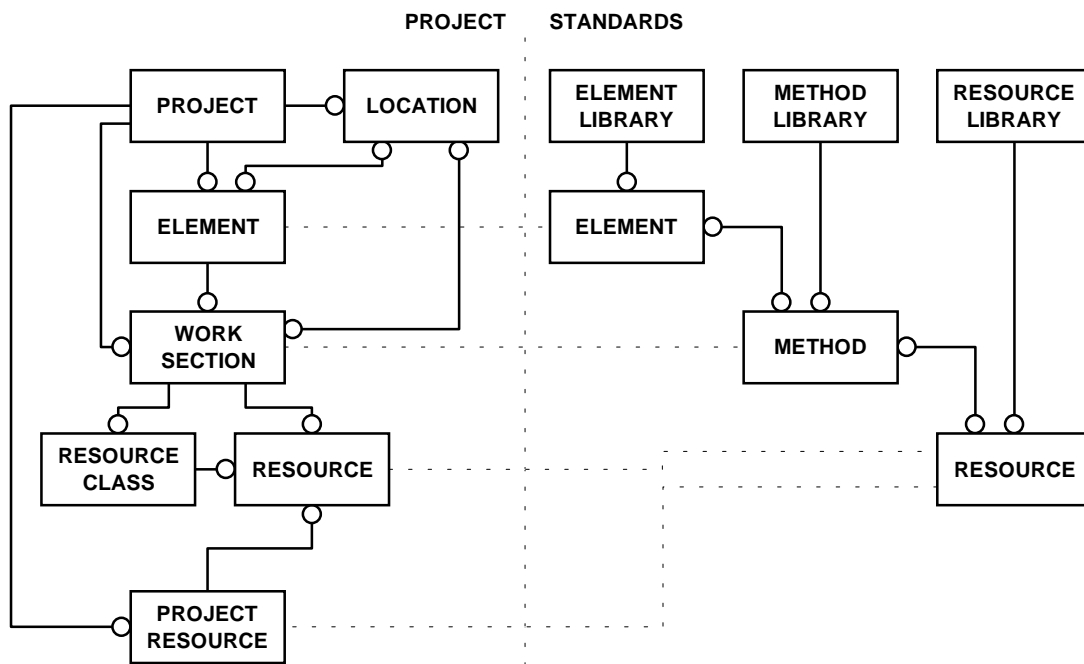 PROJECT STANDARDS
PROJECT
LOCATION
ELEMENT
LIBRARY
METHOD
LIBRARY
RESOURCE
LIBRARY
ELEMENT
ELEMENT
WORK
SECTION
METHOD
RESOURCE
CLASS
RESOURCE
RESOURCE
PROJECT
RESOURCE